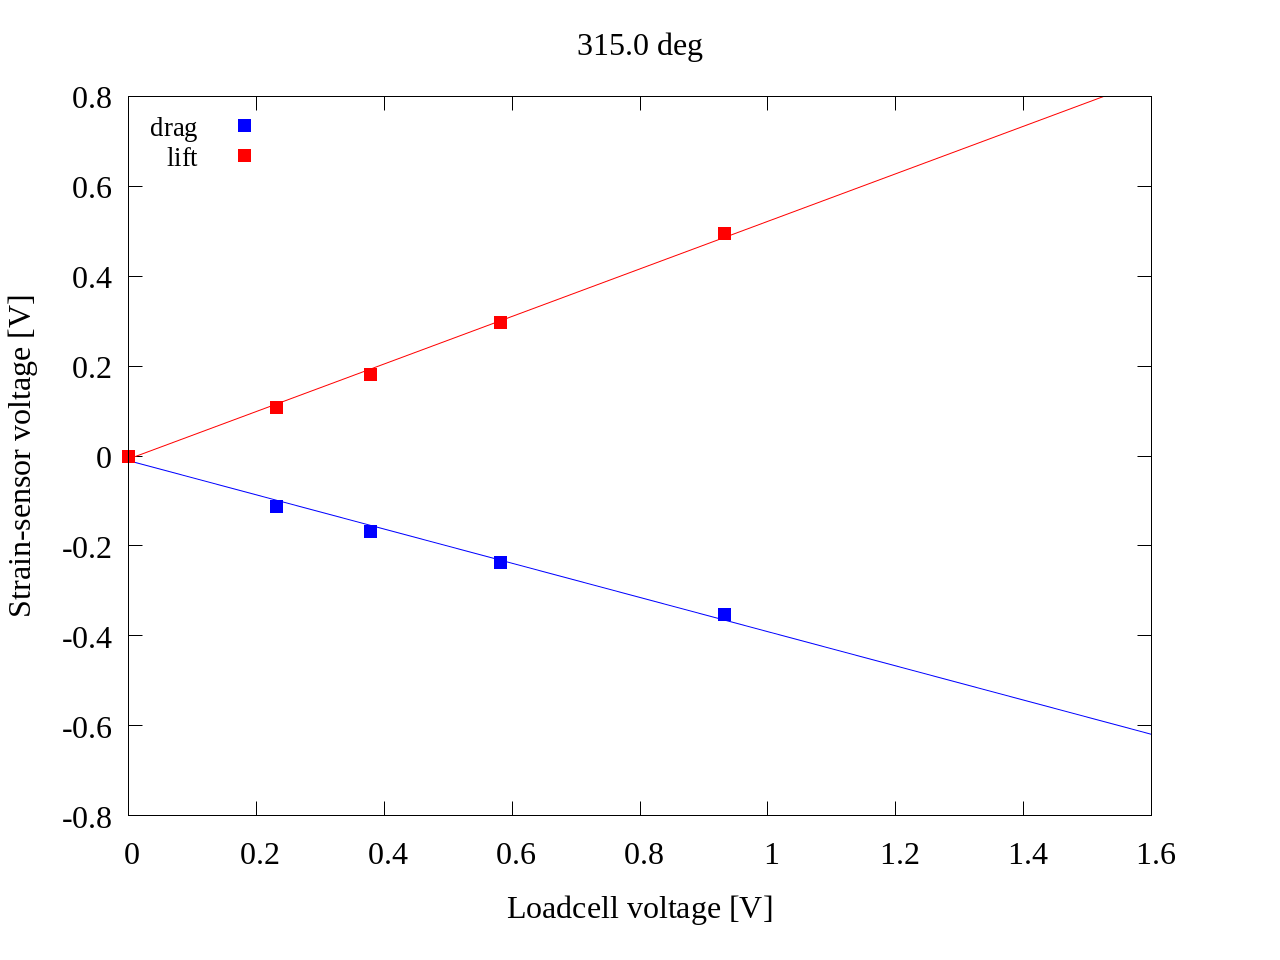 315.0 deg
drag
lift
0.8
0.6
0.4
0.2
0
-0.2
-0.4
-0.6
-0.8
Strain-sensor voltage [V]
0 0.2 0.4 0.6 0.8 1 1.2 1.4 1.6
Loadcell voltage [V]